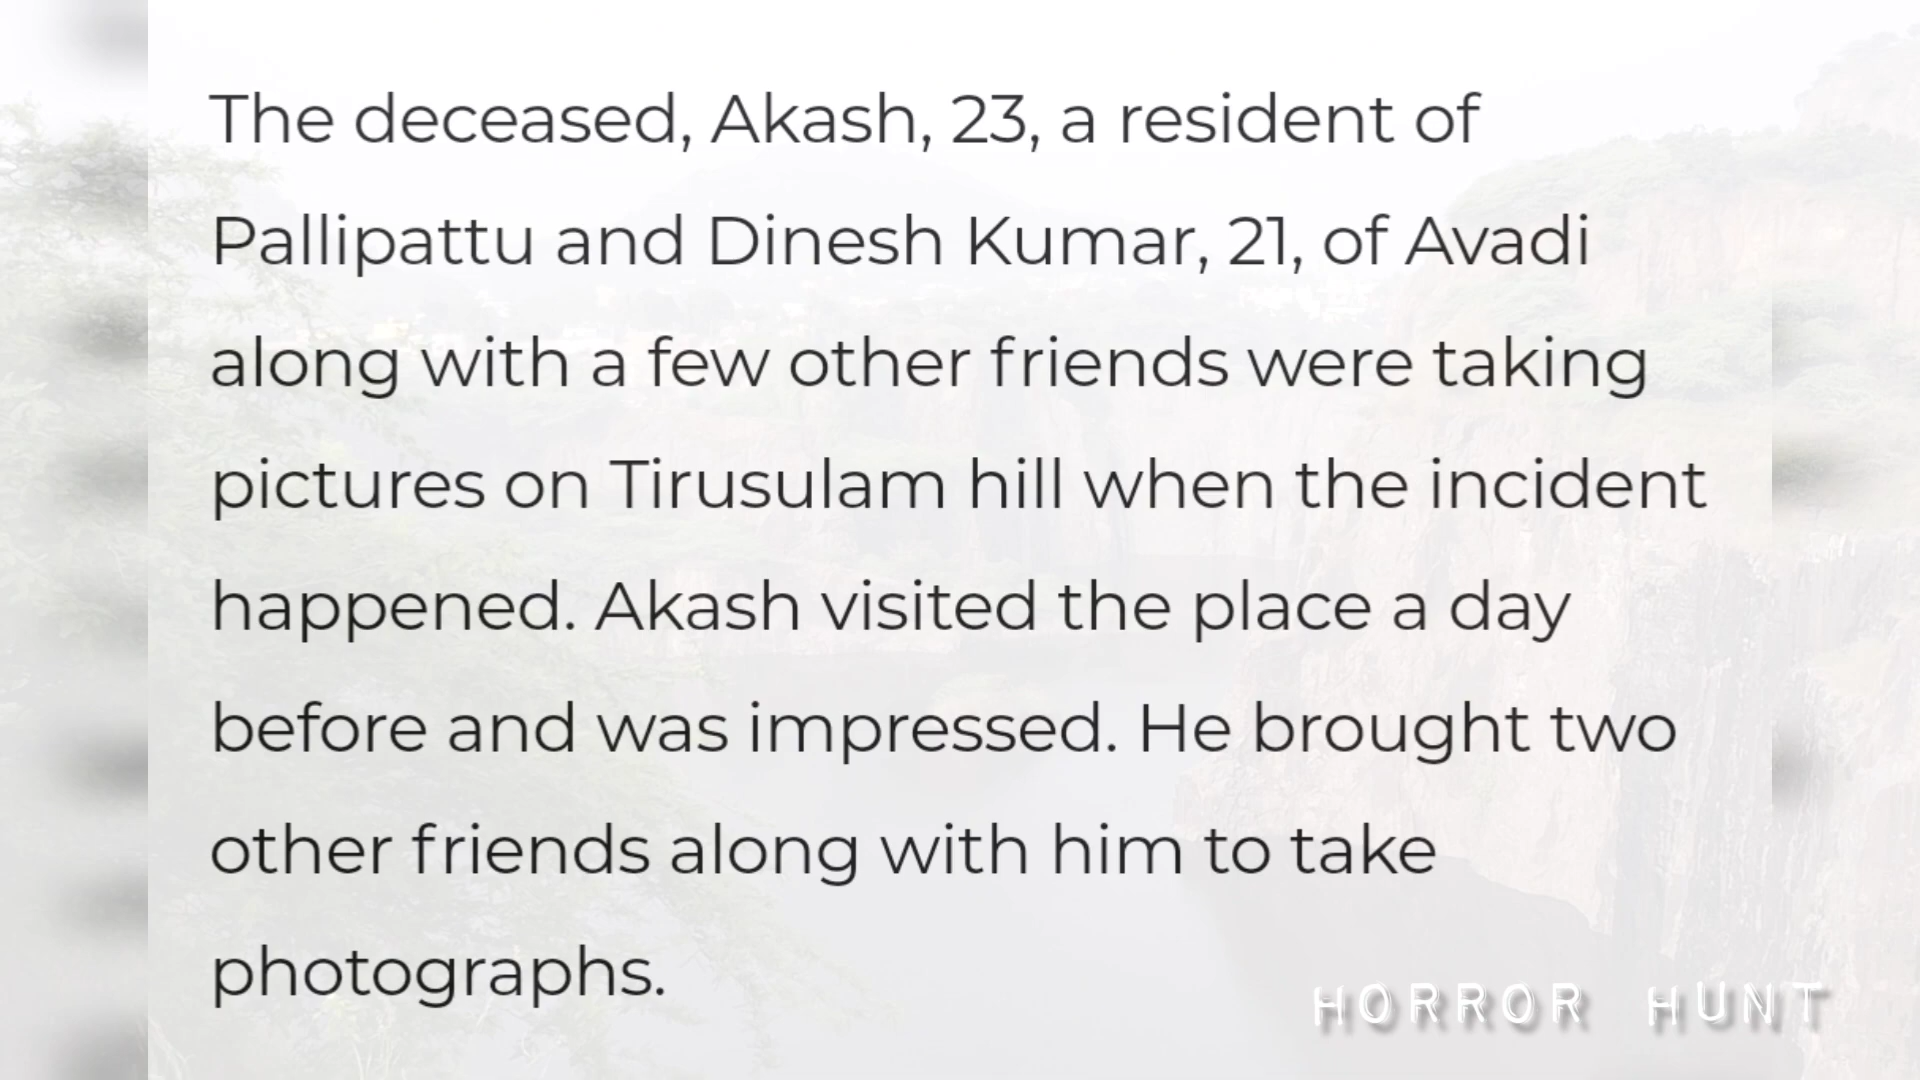 The deceased, Akash, 23, a resident of
Pallipattu and Dinesh Kumar, 21, of Avadi
along with a few other friends were taking
pictures on Tirusulam hill when the incident
happened. Akash visited the place a day
before and was impressed. He brought two
other friends along with him to take
photographs.
HORROR HUNT